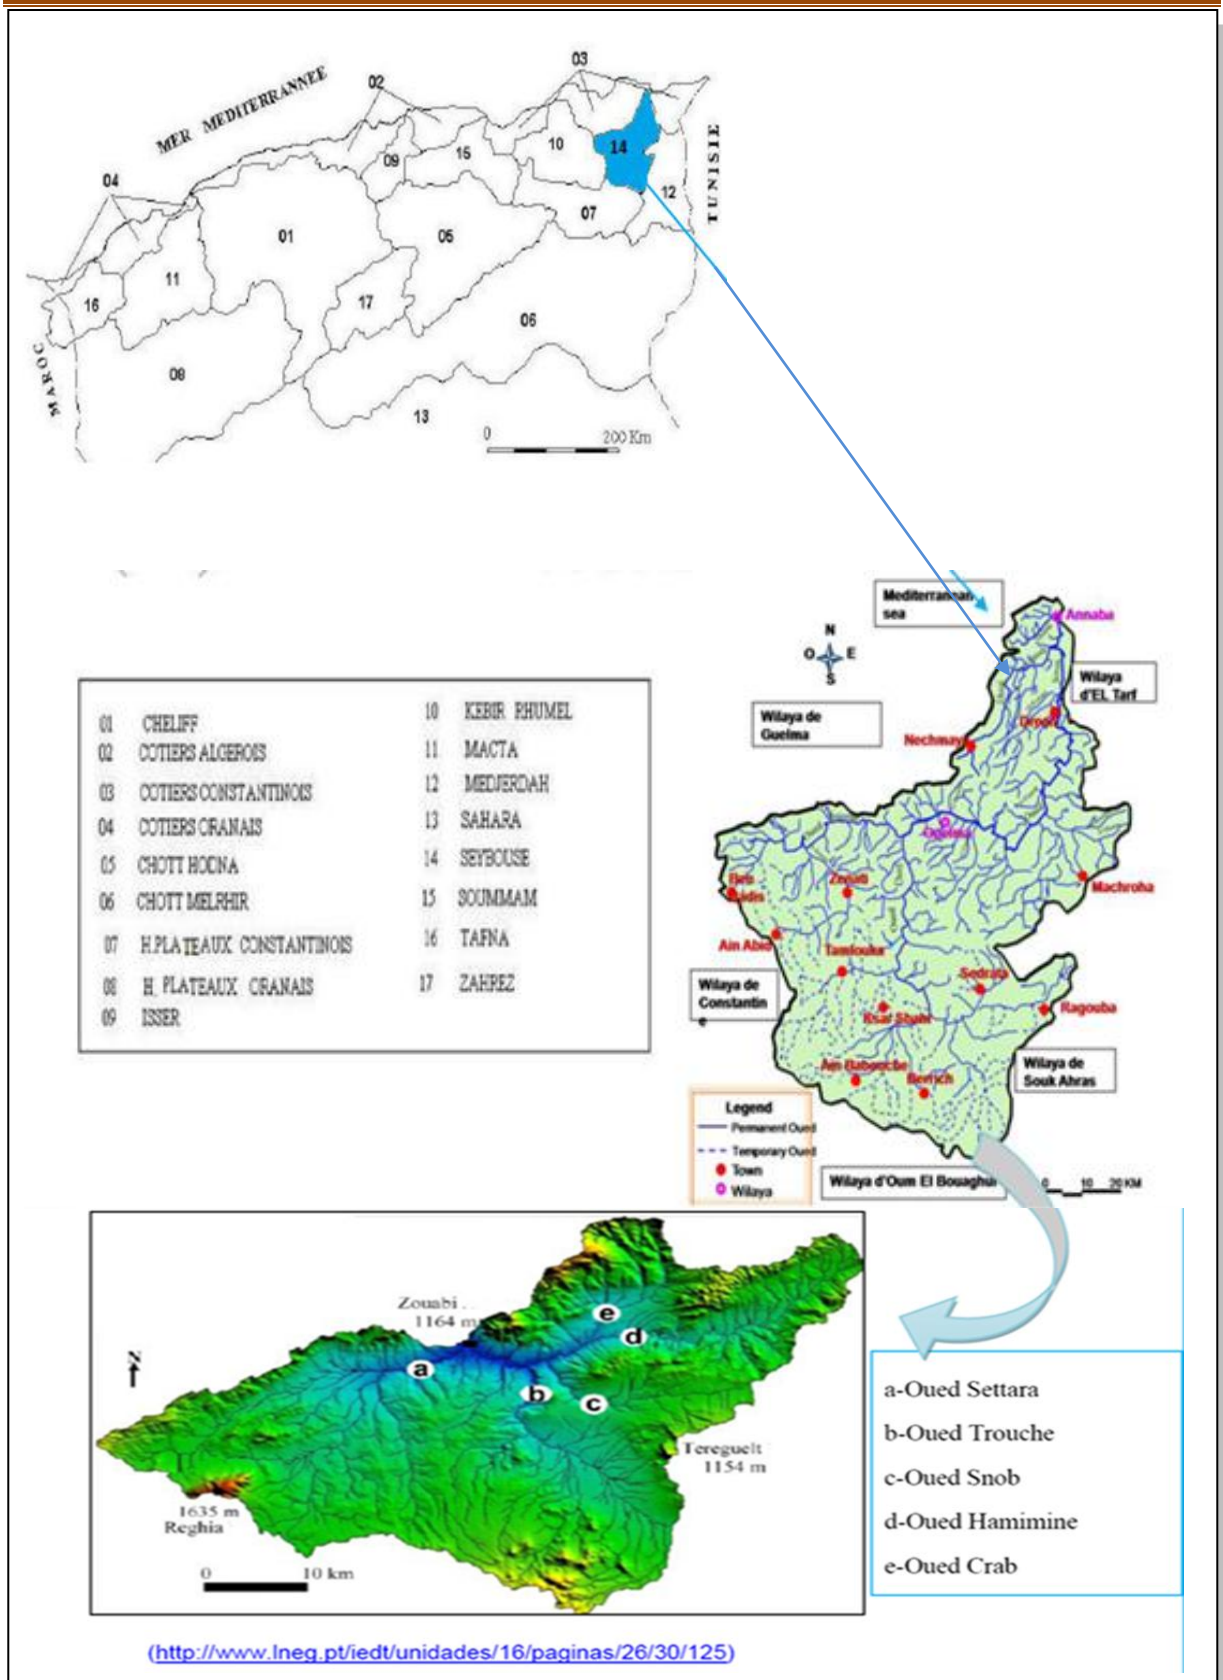 MER MEDITERRANNEE
03
02
04
14
10
15
09
12
07
01
05
11
16
17
06
08
13
TUNISIE
MAROC
0 200 Km
01 CHELIFF
02 COTIERS ALGEROIS
03 COTIERS CONSTANTINOIS
04 COTIERS ORANAIS
05 CHOTT HODNA
06 CHOTT MELRHIR
07 H.PLATEAUX CONSTANTINOIS
08 H. PLATEAUX ORANAIS
09 ISSER
10 KEBIR RHUMEL
11 MACTA
12 MEDJERDAH
13 SAHARA
14 SEYBOUSE
15 SOUMMAM
16 TAFNA
17 ZAHREZ
Mediterranean
sea
N
O E
S
Annaba
Wilaya
d'EL Tarf
Wilaya de
Guelma
Nechmaya
Machroha
Zenati
Ain Abid
Tamlouka
Sedrata
Wilaya de
Constantin
e
Ragouba
Ain Babouche
Berrich
Wilaya de
Souk Ahras
Legend
Permanent Oued
Temporary Oued
Town
Wilaya
Wilaya d'Oum El Bouaghui
0 10 20 KM
Zouabi
1164 m
N
a
b
c
d
e
Tereguelt
1154 m
1635 m
Reghia
0 10 km
a-Oued Settara
b-Oued Trouche
c-Oued Snob
d-Oued Hamimine
e-Oued Crab
(http://www.lneg.pt/iedt/unidades/16/paginas/26/30/125)